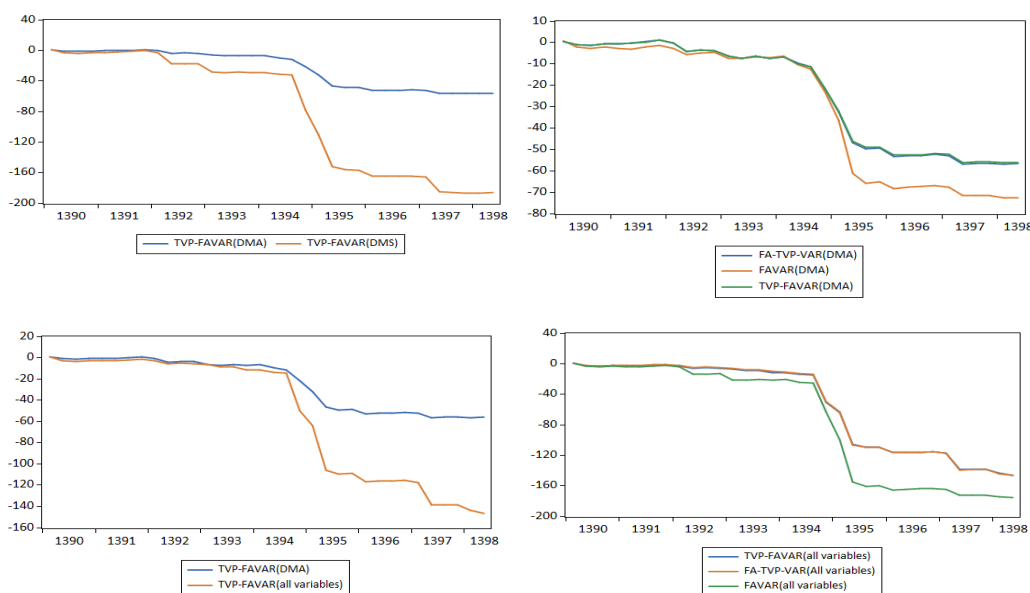 40
0
-40
-80
-120
-160
-200
1390 1391 1392 1393 1394 1395 1396 1397 1398
TVP-FAVAR(DMA) TVP-FAVAR(DMS)
10
0
-10
-20
-30
-40
-50
-60
-70
-80
1390 1391 1392 1393 1394 1395 1396 1397 1398
FA-TVP-VAR(DMA)
FAVAR(DMA)
TVP-FAVAR(DMA)
20
0
-20
-40
-60
-80
-100
-120
-140
-160
1390 1391 1392 1393 1394 1395 1396 1397 1398
TVP-FAVAR(DMA)
TVP-FAVAR(all variables)
40
0
-40
-80
-120
-160
-200
1390 1391 1392 1393 1394 1395 1396 1397 1398
TVP-FAVAR(all variables)
FA-TVP-VAR(All variables)
FAVAR(all variables)